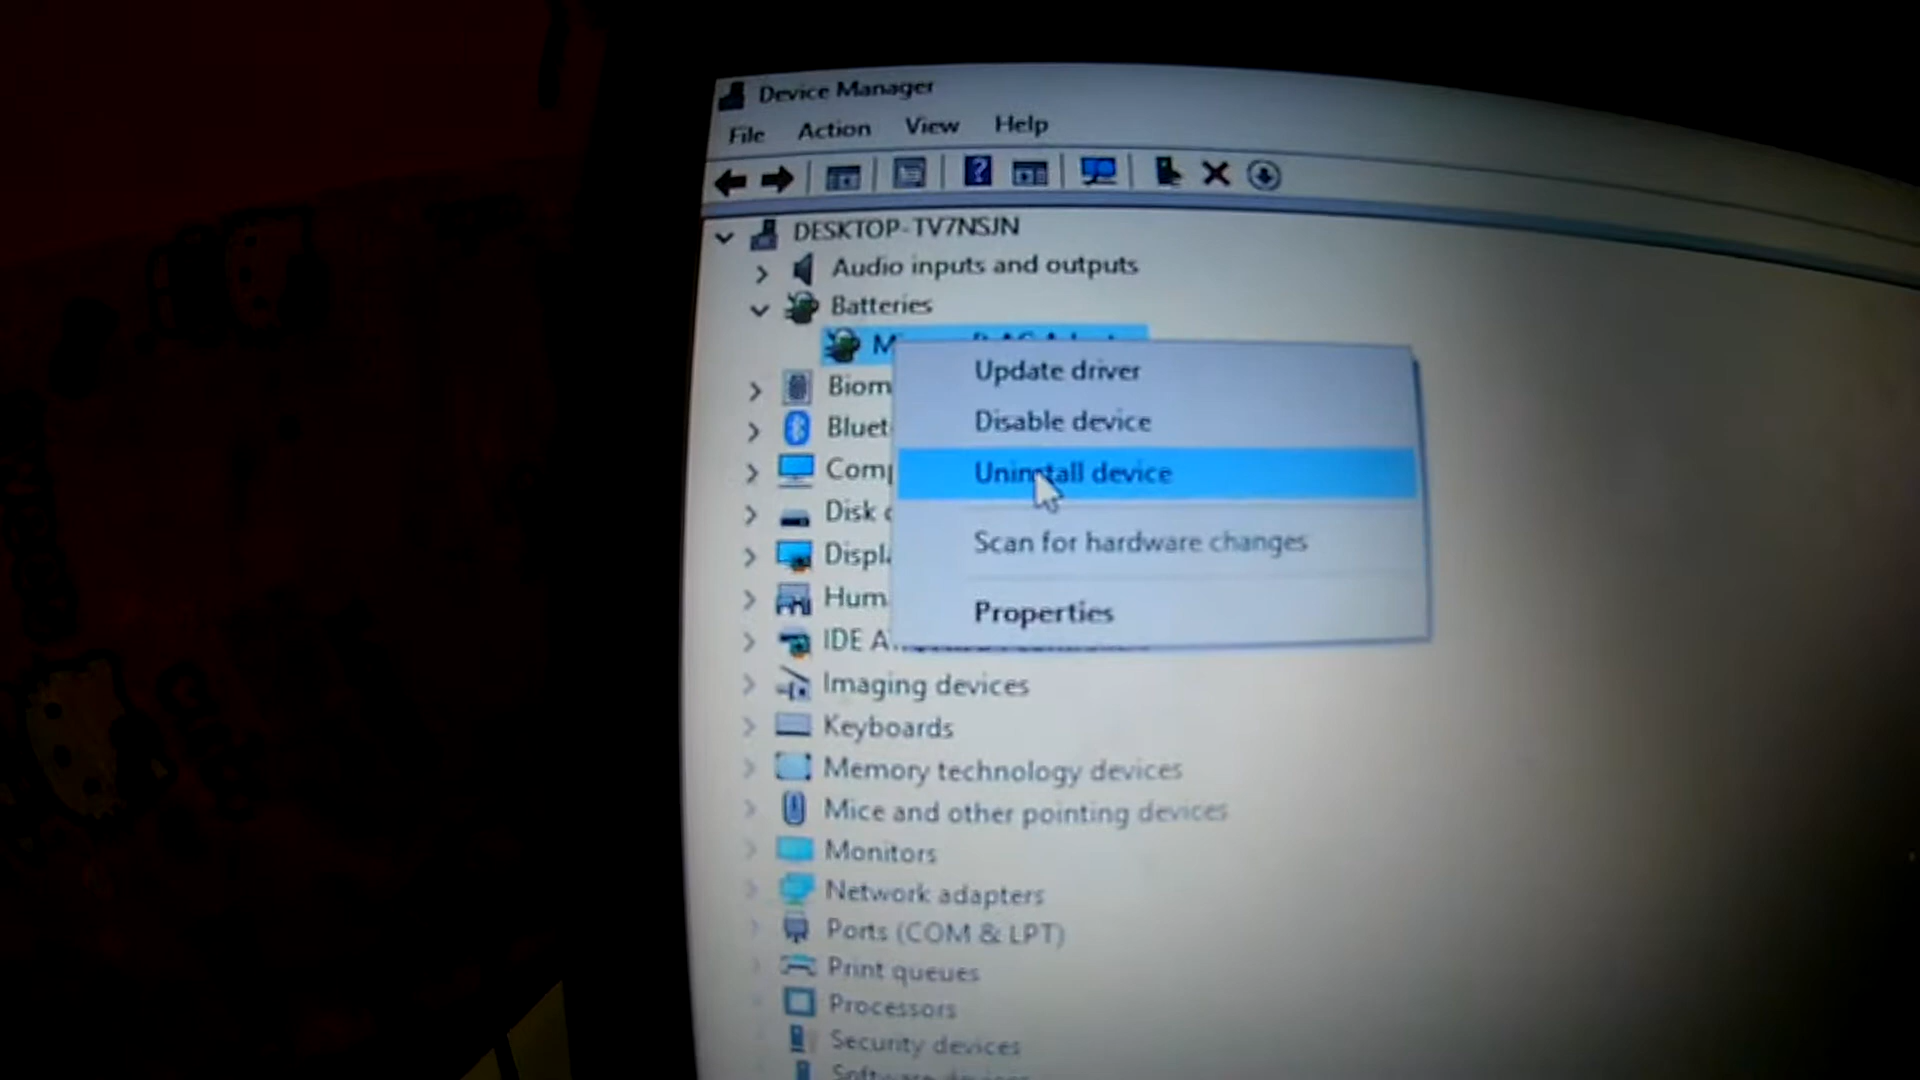 Device Manager
File Action View Help
DESKTOP-TV7NSJN
Audio inputs and outputs
Batteries
Update driver
Biom
Disable device
Bluet
Uninstall device
Comp
Disk
Scan for hardware changes
Displ
Hum
Properties
IDE A
Imaging devices
Keyboards
Memory technology devices
Mice and other pointing devices
Monitors
Network adapters
Ports (COM & LPT)
Print queues
Processors
Security devices